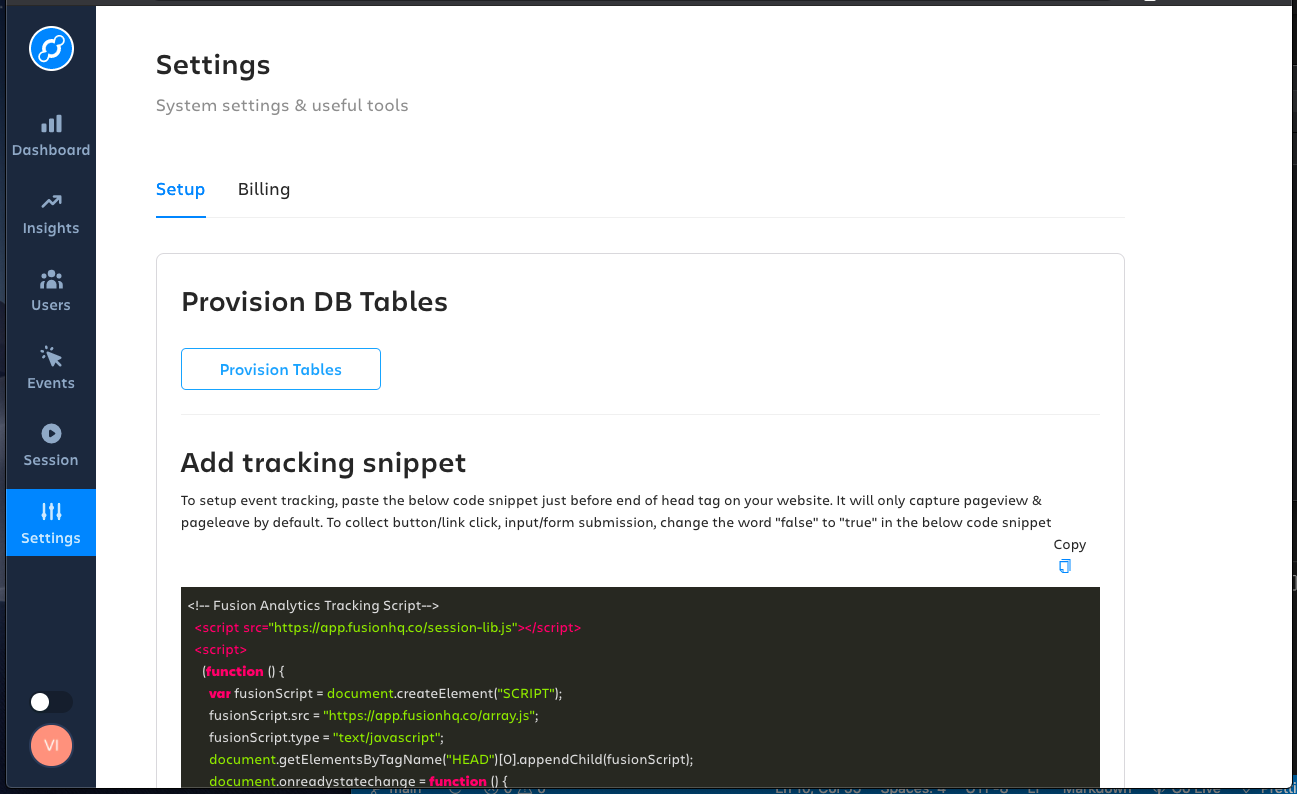 Settings
System settings & useful tools
Dashboard
Insights
Users
Events
Session
Settings
VI
Setup Billing
Provision DB Tables
Provision Tables
Add tracking snippet
To setup event tracking, paste the below code snippet just before end of head tag on your website. It will only capture pageview &
pageleave by default. To collect button/link click, input/form submission, change the word "false" to "true" in the below code snippet
Copy
<!-- Fusion Analytics Tracking Script-->
<script src="https://app.fusionhq.co/session-lib.js"></script>
<script>
(function () {
var fusionScript = document.createElement("SCRIPT");
fusionScript.src = "https://app.fusionhq.co/array.js";
fusionScript.type = "text/javascript";
document.getElementsByTagName("HEAD")[0].appendChild(fusionScript);
document.onreadystatechange = function () {
main